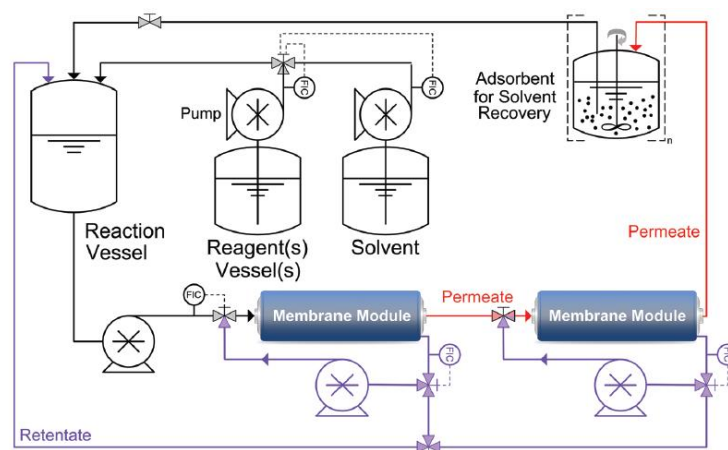 Adsorbent
for Solvent
Recovery
n
Pump
FIC
FIC
Reaction
Vessel
Reagent(s)
Vessel(s)
Solvent
Permeate
FIC
Membrane Module
Permeate
Membrane Module
FIC
FIC
Retentate